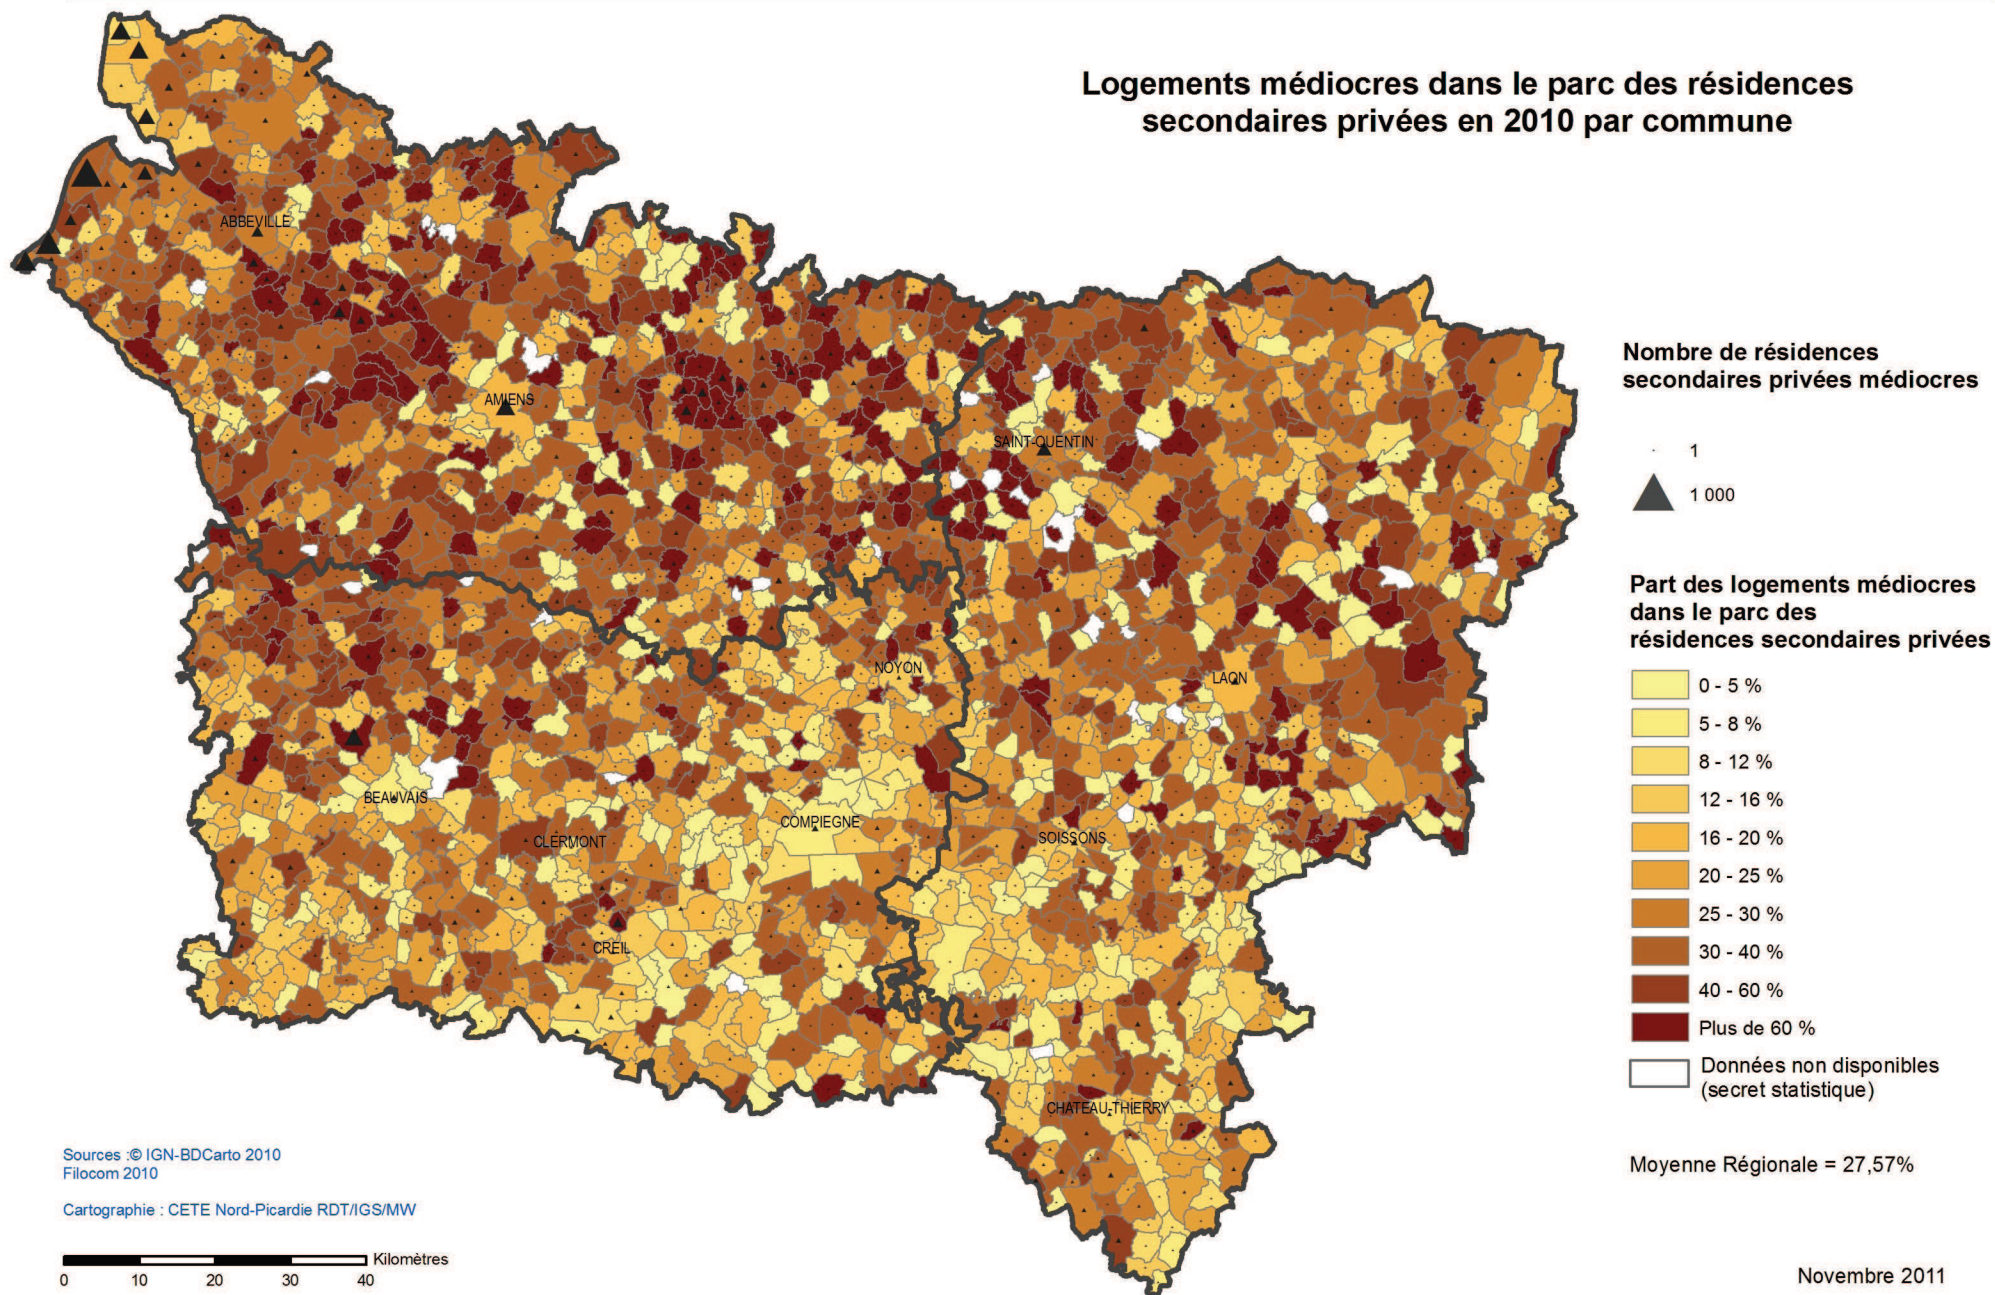 Logements médiocres dans le parc des résidences
secondaires privées en 2010 par commune
ABBEVILLE
AMIENS
SAINT-QUENTIN
NOYON
LAON
BEAUVAIS
COMPIEGNE
CLERMONT
SOISSONS
CREIL
CHATEAU-THIERRY
Nombre de résidences
secondaires privées médiocres
1
1 000
Part des logements médiocres
dans le parc des
résidences secondaires privées
0 - 5 %
5 - 8 %
8 - 12 %
12 - 16 %
16 - 20 %
20 - 25 %
25 - 30 %
30 - 40 %
40 - 60 %
Plus de 60 %
Données non disponibles
(secret statistique)
Moyenne Régionale = 27,57%
Sources :© IGN-BDCarto 2010
Filocom 2010
Cartographie : CETE Nord-Picardie RDT/IGS/MW
Kilomètres
0 10 20 30 40
Novembre 2011